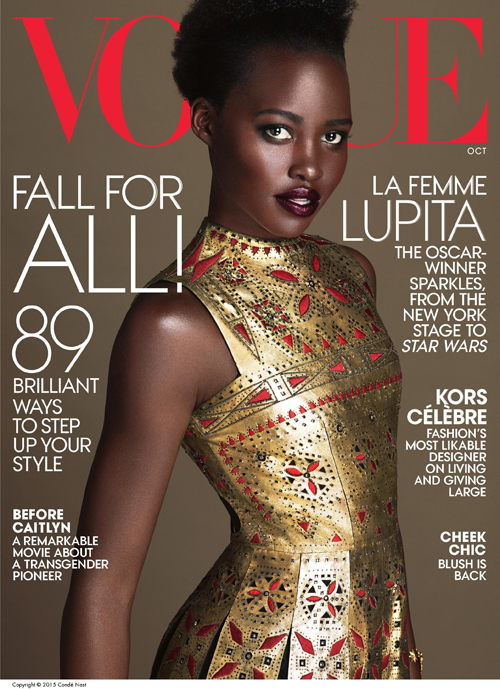 VOGUE
OCT
FALL FOR
ALL!
89
BRILLIANT
WAYS
TO STEP
UP YOUR
STYLE
BEFORE
CAITLYN
A REMARKABLE
MOVIE ABOUT
A TRANSGENDER
PIONEER
LA FEMME
LUPITA
THE OSCAR-
WINNER
SPARKLES,
FROM THE
NEW YORK
STAGE TO
STAR WARS
KORS
CÉLÈBRE
FASHION'S
MOST LIKABLE
DESIGNER
ON LIVING
AND GIVING
LARGE
CHEEK
CHIC
BLUSH IS
BACK
Copyright © 2015 Condé Nast